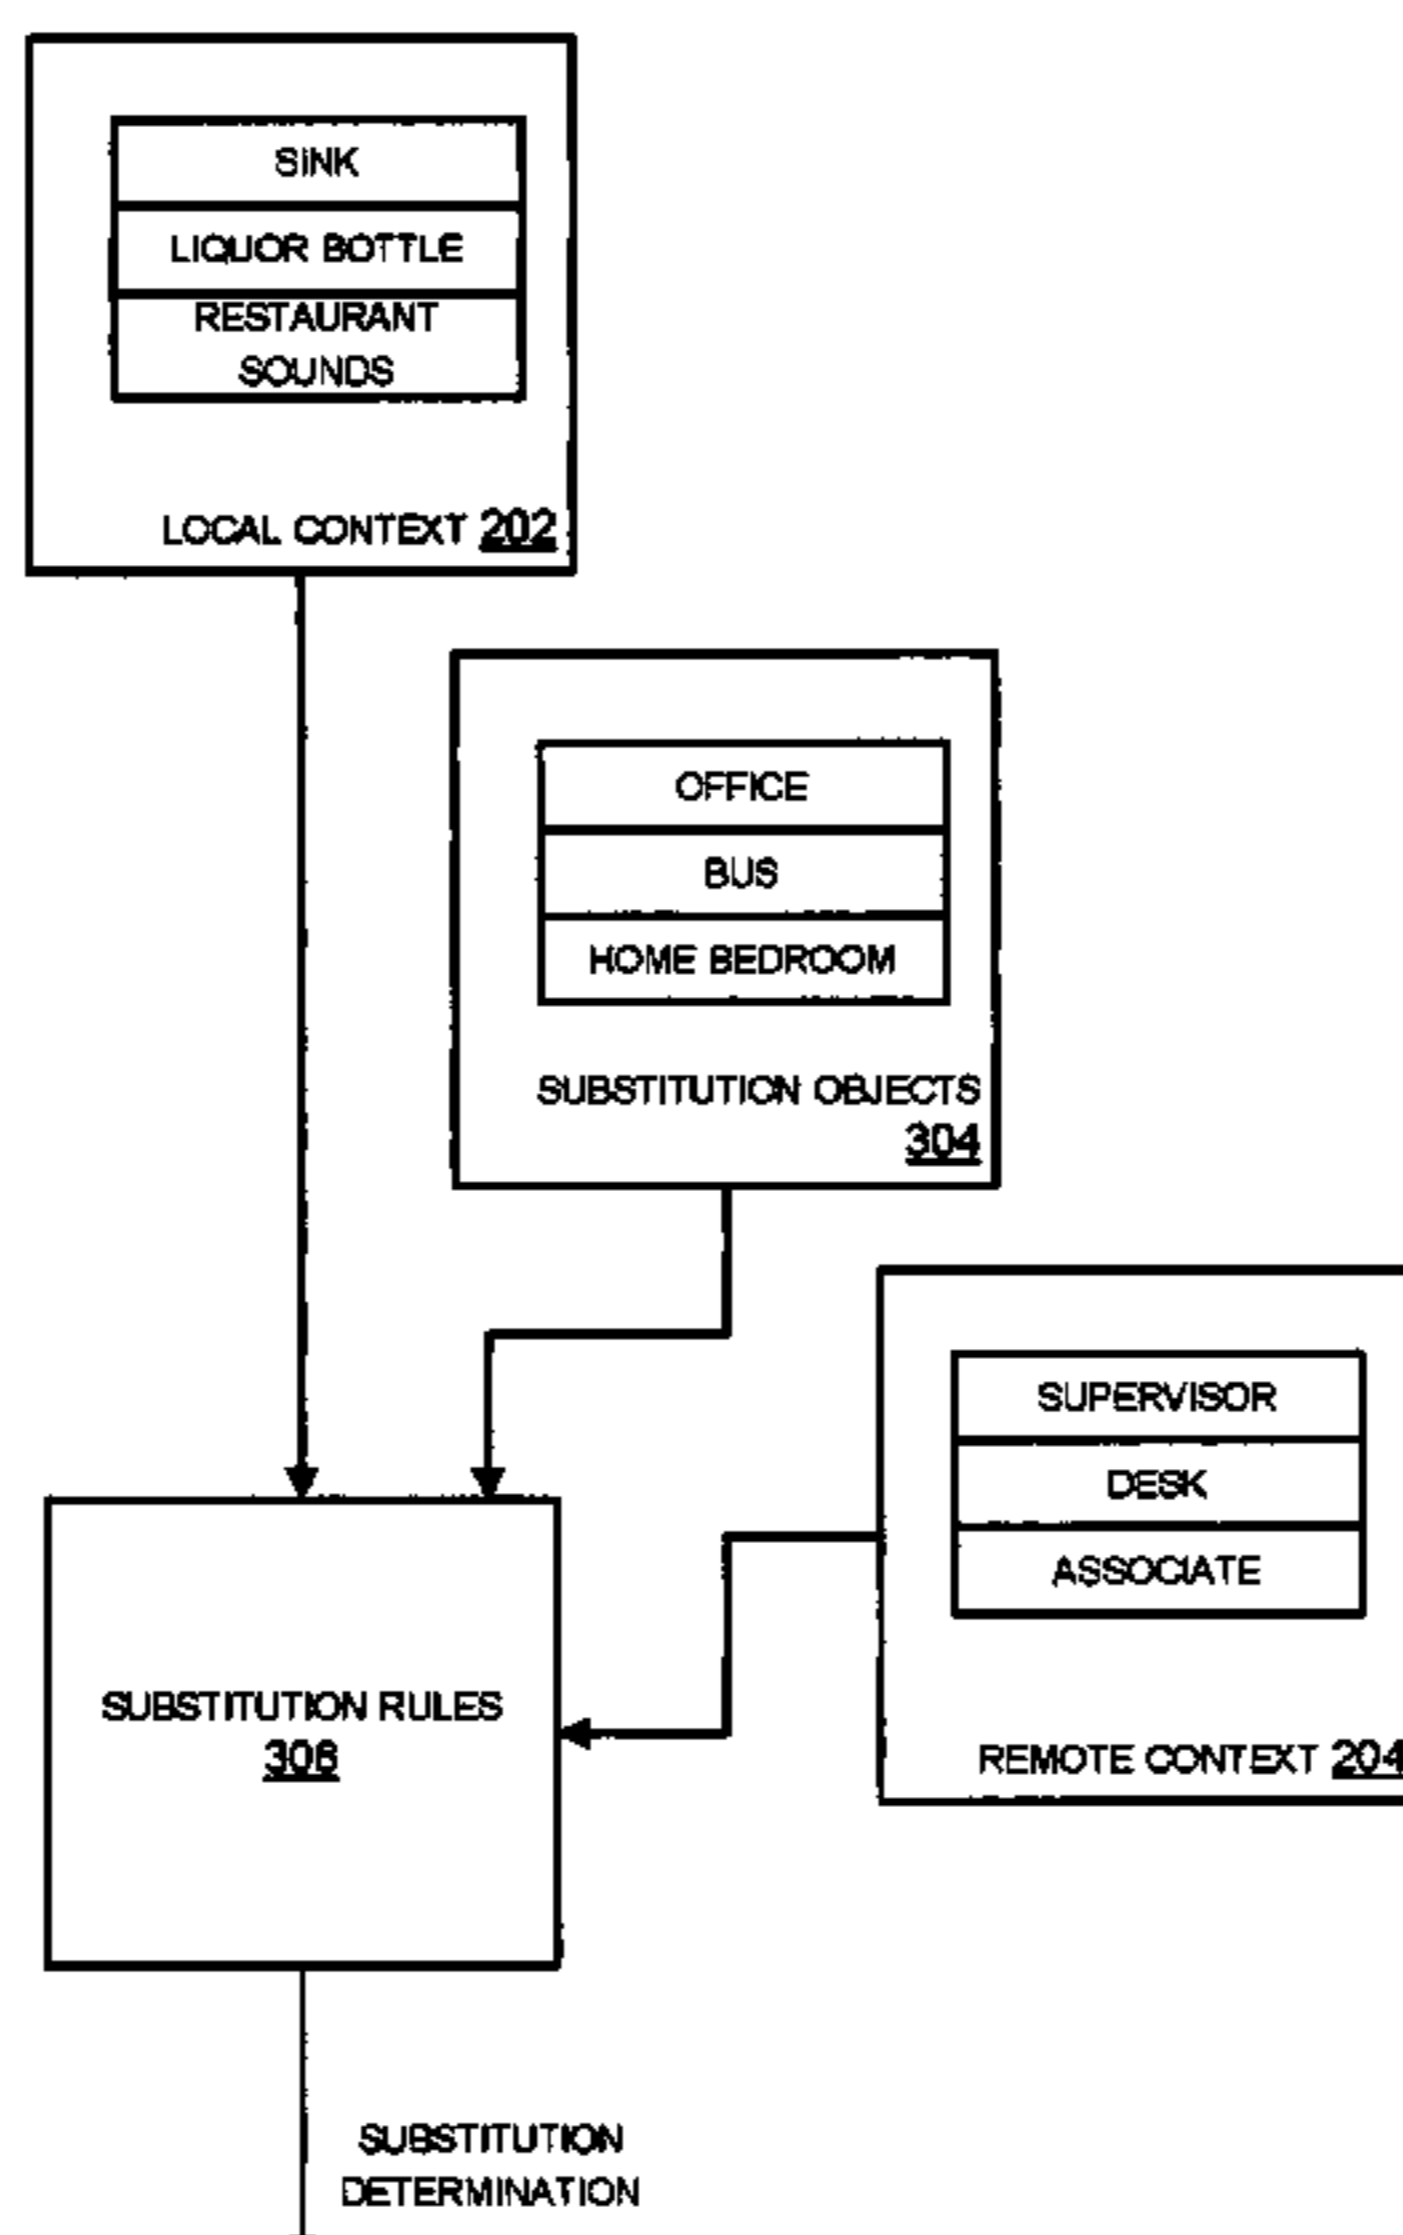 SINK
LIQUOR BOTTLE
RESTAURANT
SOUNDS
LOCAL CONTEXT 202
OFFICE
BUS
HOME BEDROOM
SUBSTITUTION OBJECTS
304
SUPERVISOR
DESK
ASSOCIATE
REMOTE CONTEXT 204
SUBSTITUTION RULES
306
SUBSTITUTION
DETERMINATION